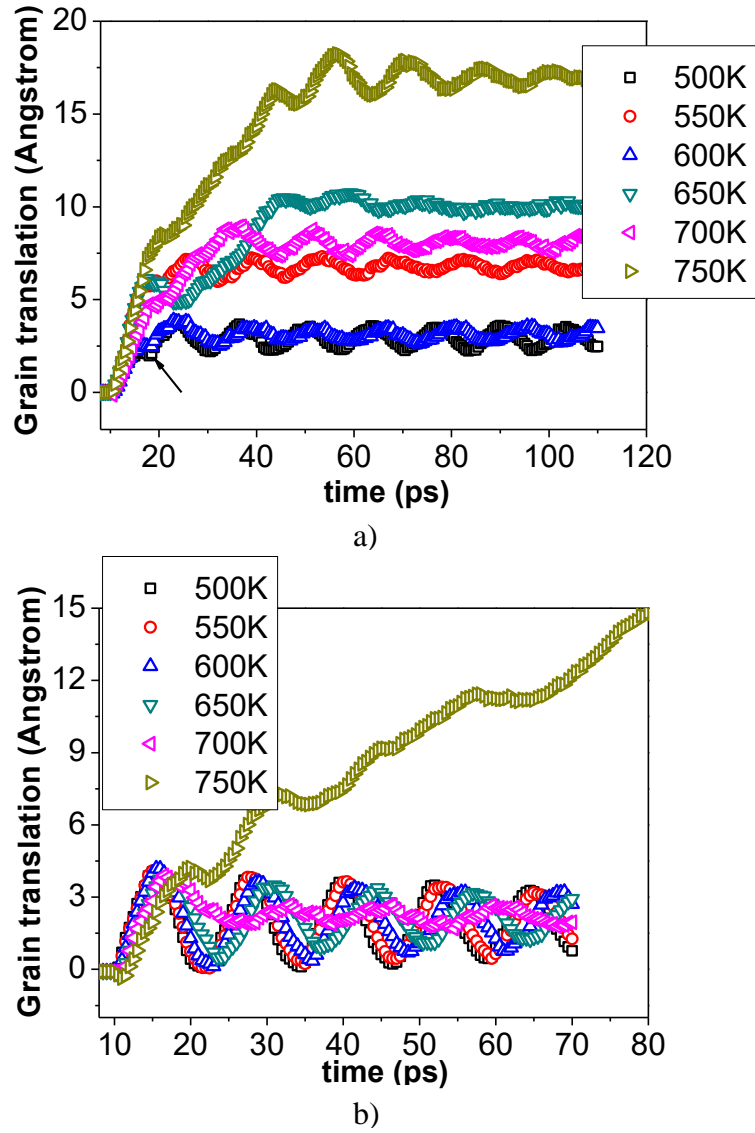 20
15
10
5
0
Grain translation (Angstrom)
500K
550K
600K
650K
700K
750K
20 40 60 80 100 120
time (ps)
a)
15
12
9
6
3
0
Grain translation (Angstrom)
500K
550K
600K
650K
700K
750K
10 20 30 40 50 60 70 80
time (ps)
b)